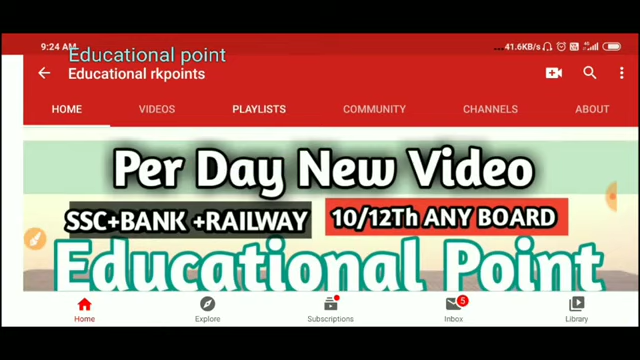 9:24 AM
...41.6KB/s
Educational point
Educational rkpoints
HOME VIDEOS PLAYLISTS COMMUNITY CHANNELS ABOUT
Per Day New Video
SSC+BANK +RAILWAY 10/12Th ANY BOARD
Educational Point
5
Home Explore Subscriptions Inbox Library